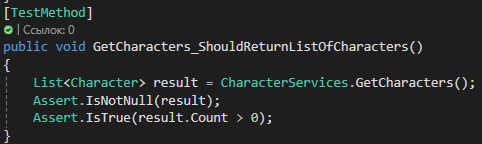 [TestMethod]
| Ссылок: 0
public void GetCharacters_ShouldReturnListOfCharacters()
{
List<Character> result = CharacterServices.GetCharacters();
Assert.IsNotNull(result);
Assert.IsTrue(result.Count > 0);
}